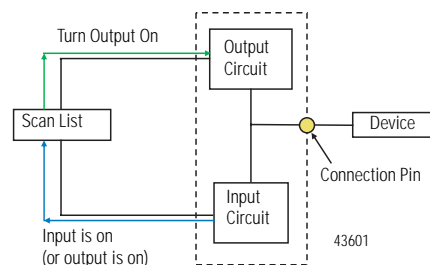 Turn Output On
Output
Circuit
Scan List
Device
Connection Pin
Input
Circuit
Input is on
(or output is on)
43601